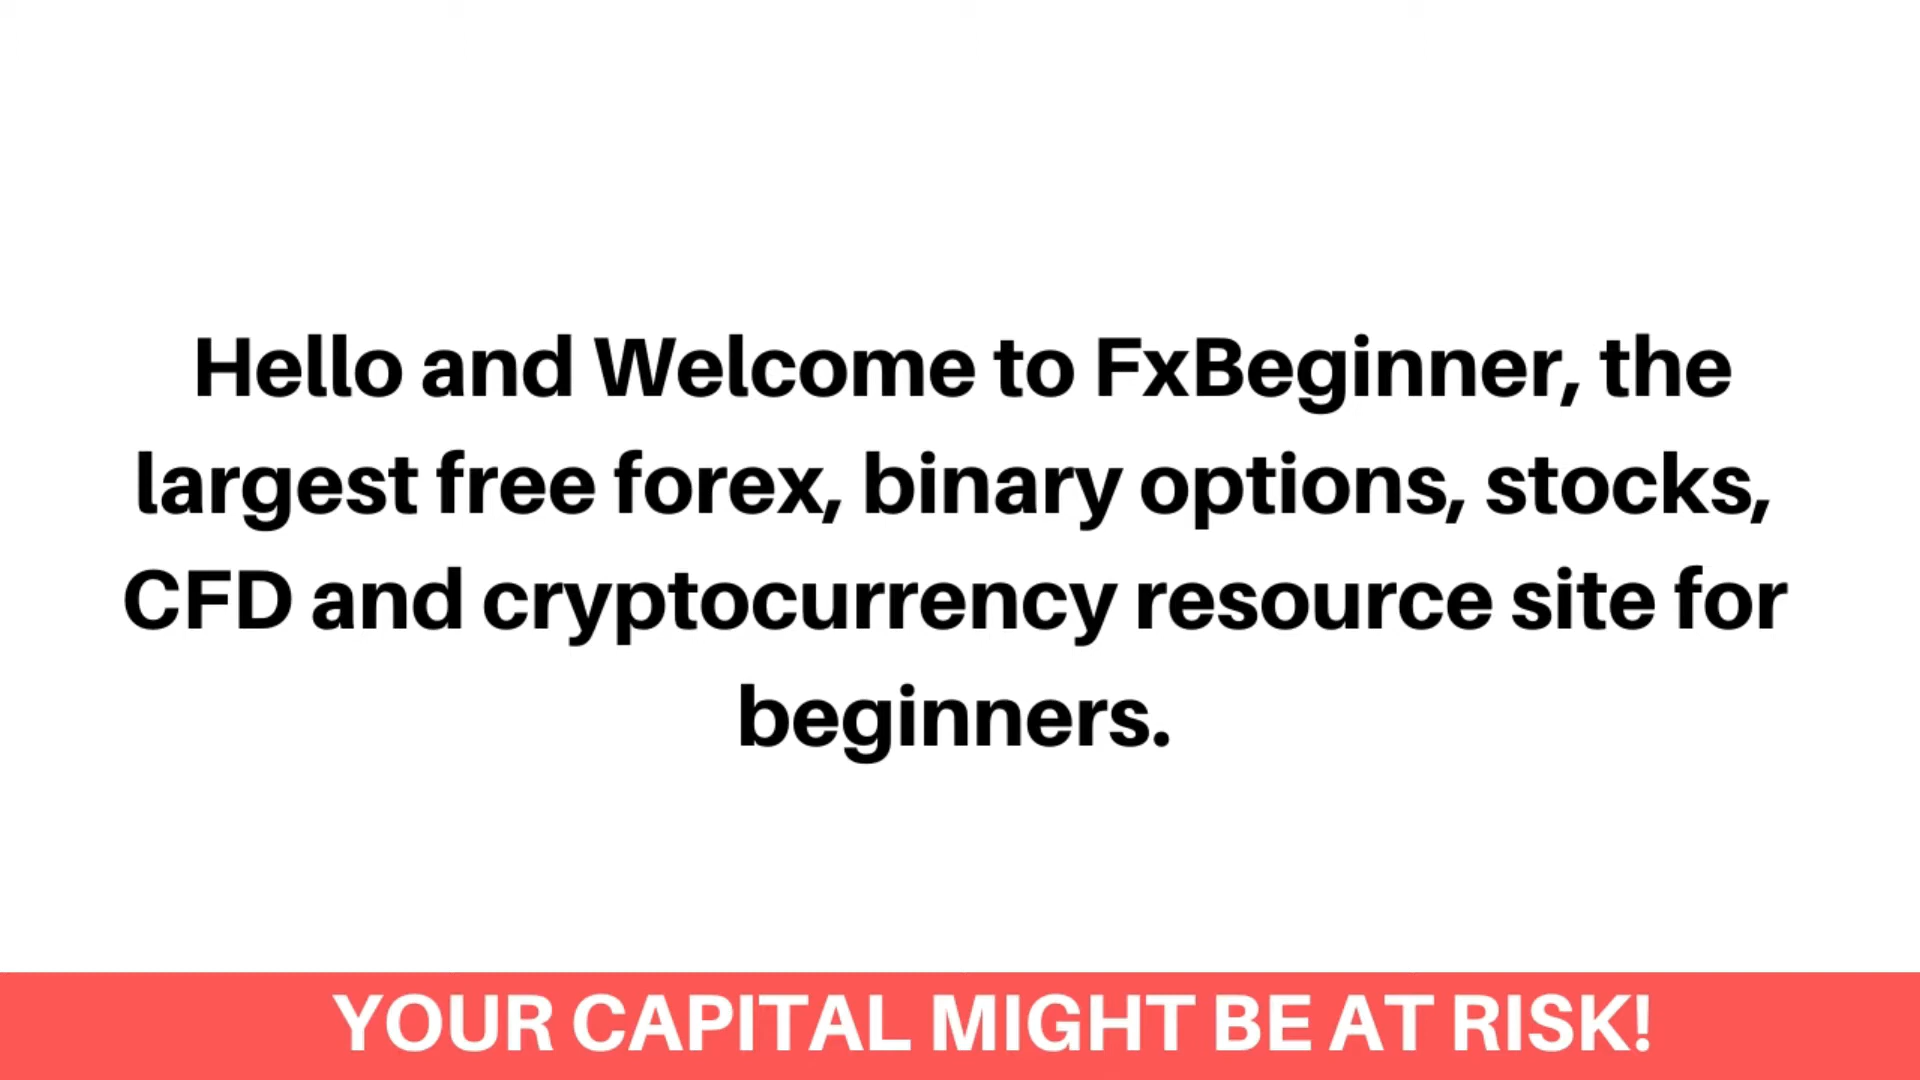 Hello and Welcome to FxBeginner, the
largest free forex, binary options, stocks,
CFD and cryptocurrency resource site for
beginners.
YOUR CAPITAL MIGHT BE AT RISK!